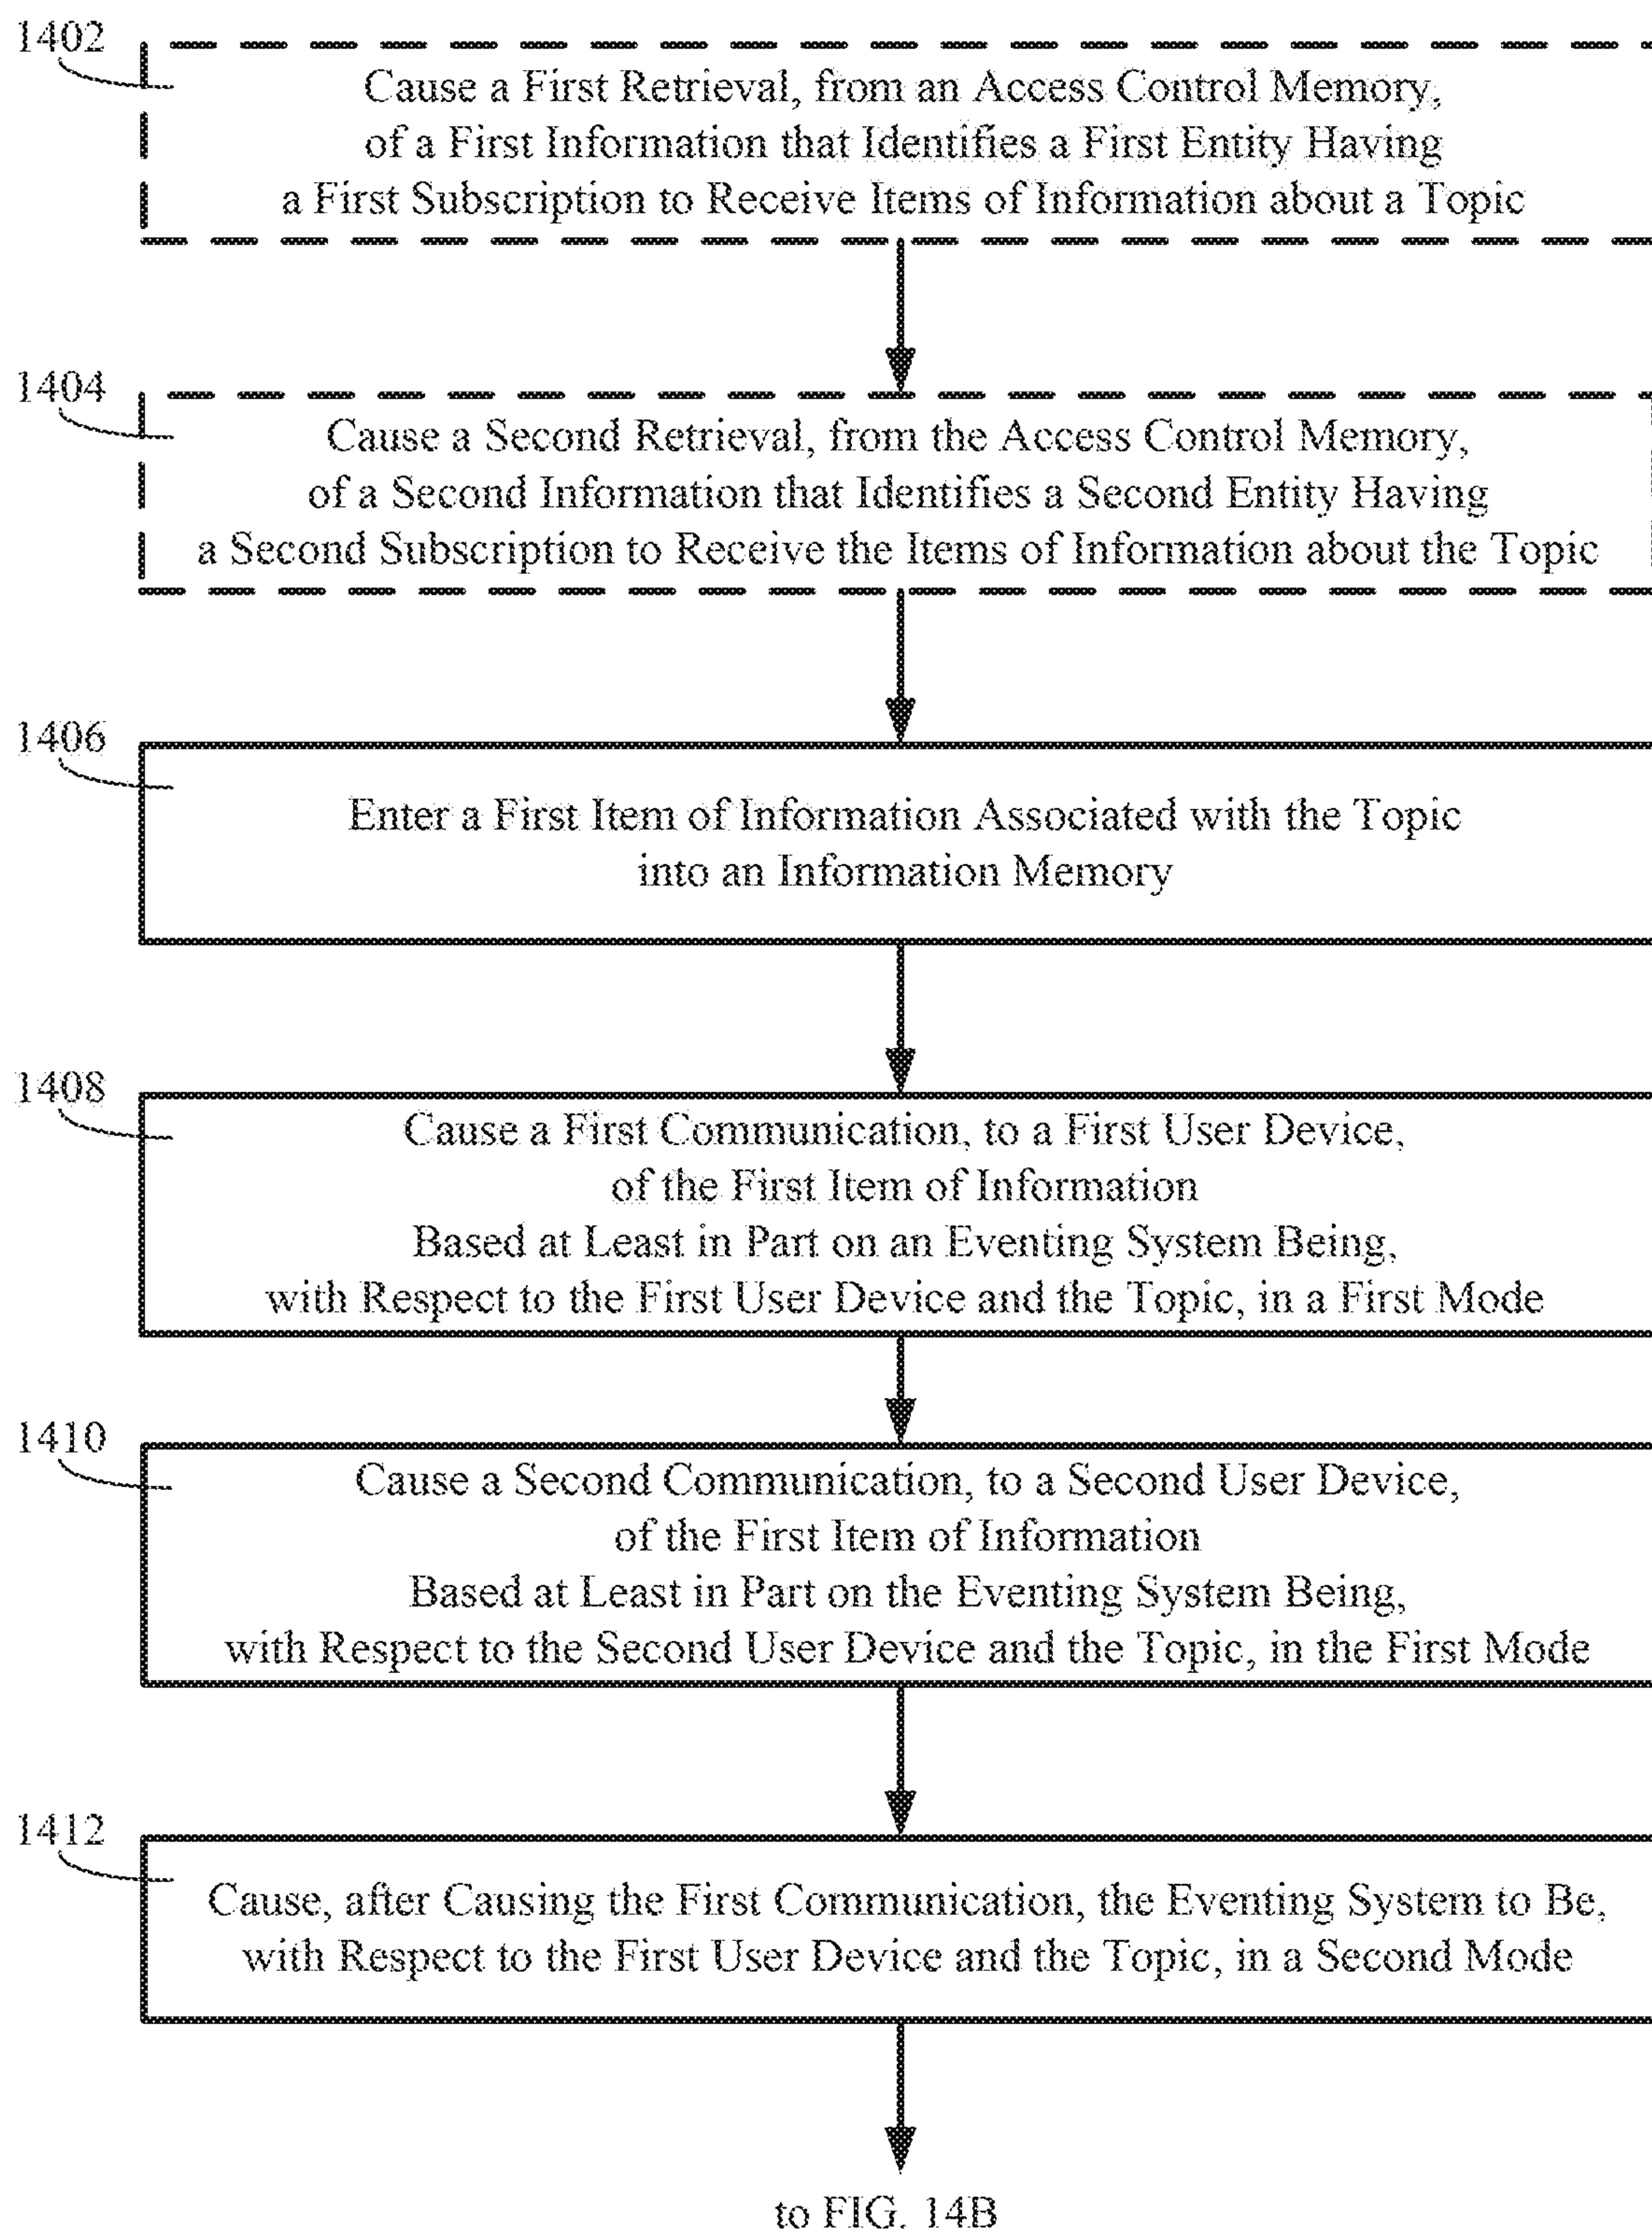 1402
Cause a First Retrieval, from an Access Control Memory,
of a First Information that Identifies a First Entity Having
a First Subscription to Receive Items of Information about a Topic
1404
Cause a Second Retrieval, from the Access Control Memory,
of a Second Information that Identifies a Second Entity Having
a Second Subscription to Receive the Items of Information about the Topic
1406
Enter a First Item of Information Associated with the Topic
into an Information Memory
1408
Cause a First Communication, to a First User Device,
of the First Item of Information
Based at Least in Part on an Eventing System Being,
with Respect to the First User Device and the Topic, in a First Mode
1410
Cause a Second Communication, to a Second User Device,
of the First Item of Information
Based at Least in Part on the Eventing System Being,
with Respect to the Second User Device and the Topic, in the First Mode
1412
Cause, after Causing the First Communication, the Eventing System to Be,
with Respect to the First User Device and the Topic, in a Second Mode
to FIG. 14B